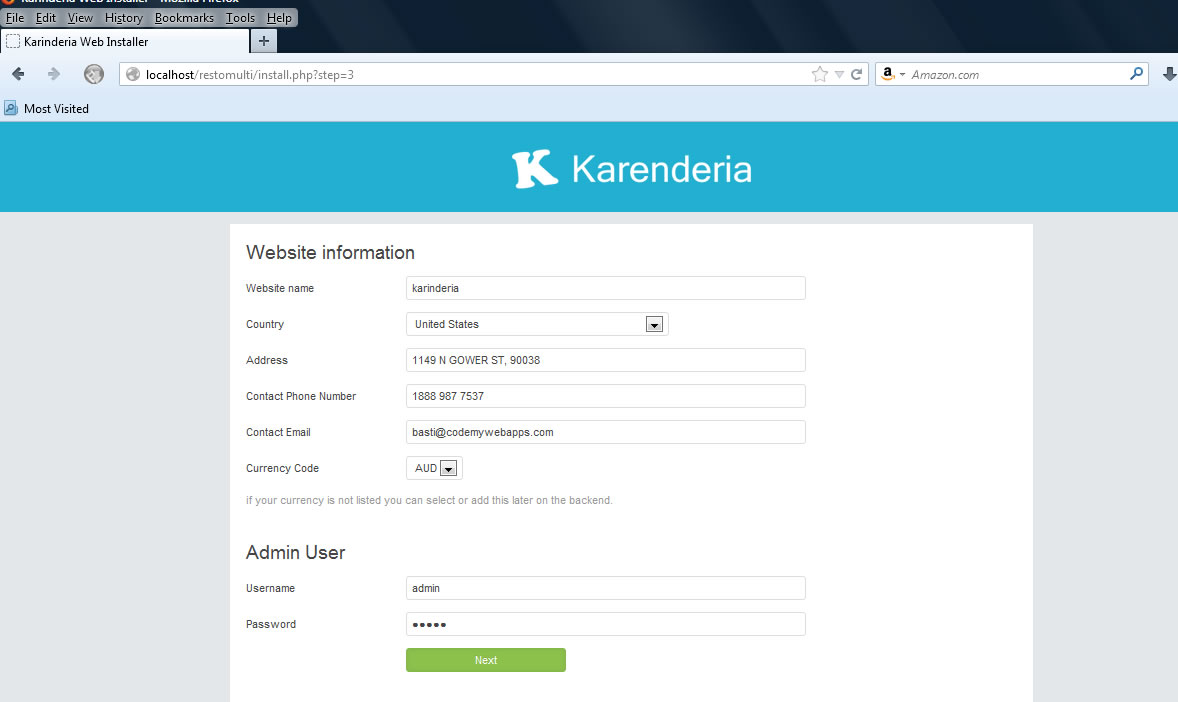 Karinderia Web Installer - Mozilla Firefox
File Edit View History Bookmarks Tools Help
Karinderia Web Installer
localhost/restomulti/install.php?step=3
Amazon.com
Most Visited
K Karenderia
Website information
Website name karinderia
Country United States
Address 1149 N GOWER ST, 90038
Contact Phone Number 1888 987 7537
Contact Email basti@codemywebapps.com
Currency Code AUD
if your currency is not listed you can select or add this later on the backend.
Admin User
Username admin
Password •••••
Next